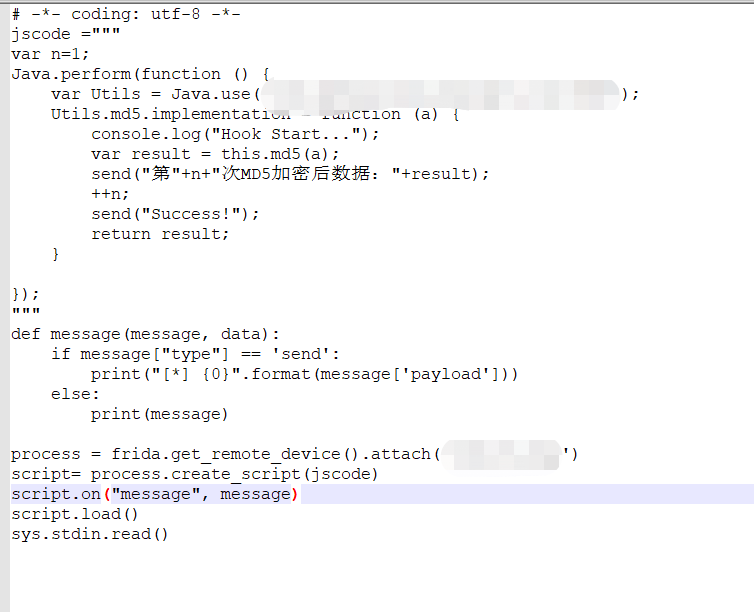 # -*- coding: utf-8 -*-
jscode ="""
var n=1;
Java.perform(function () {
    var Utils = Java.use( );
    Utils.md5.implementation = function (a) {
        console.log("Hook Start...");
        var result = this.md5(a);
        send("第"+n+"次MD5加密后数据: "+result);
        ++n;
        send("Success!");
        return result;
    }
});
"""
def message(message, data):
    if message["type"] == 'send':
        print("[*] {0}".format(message['payload']))
    else:
        print(message)
process = frida.get_remote_device().attach( ')
script= process.create_script(jscode)
script.on("message", message)
script.load()
sys.stdin.read()